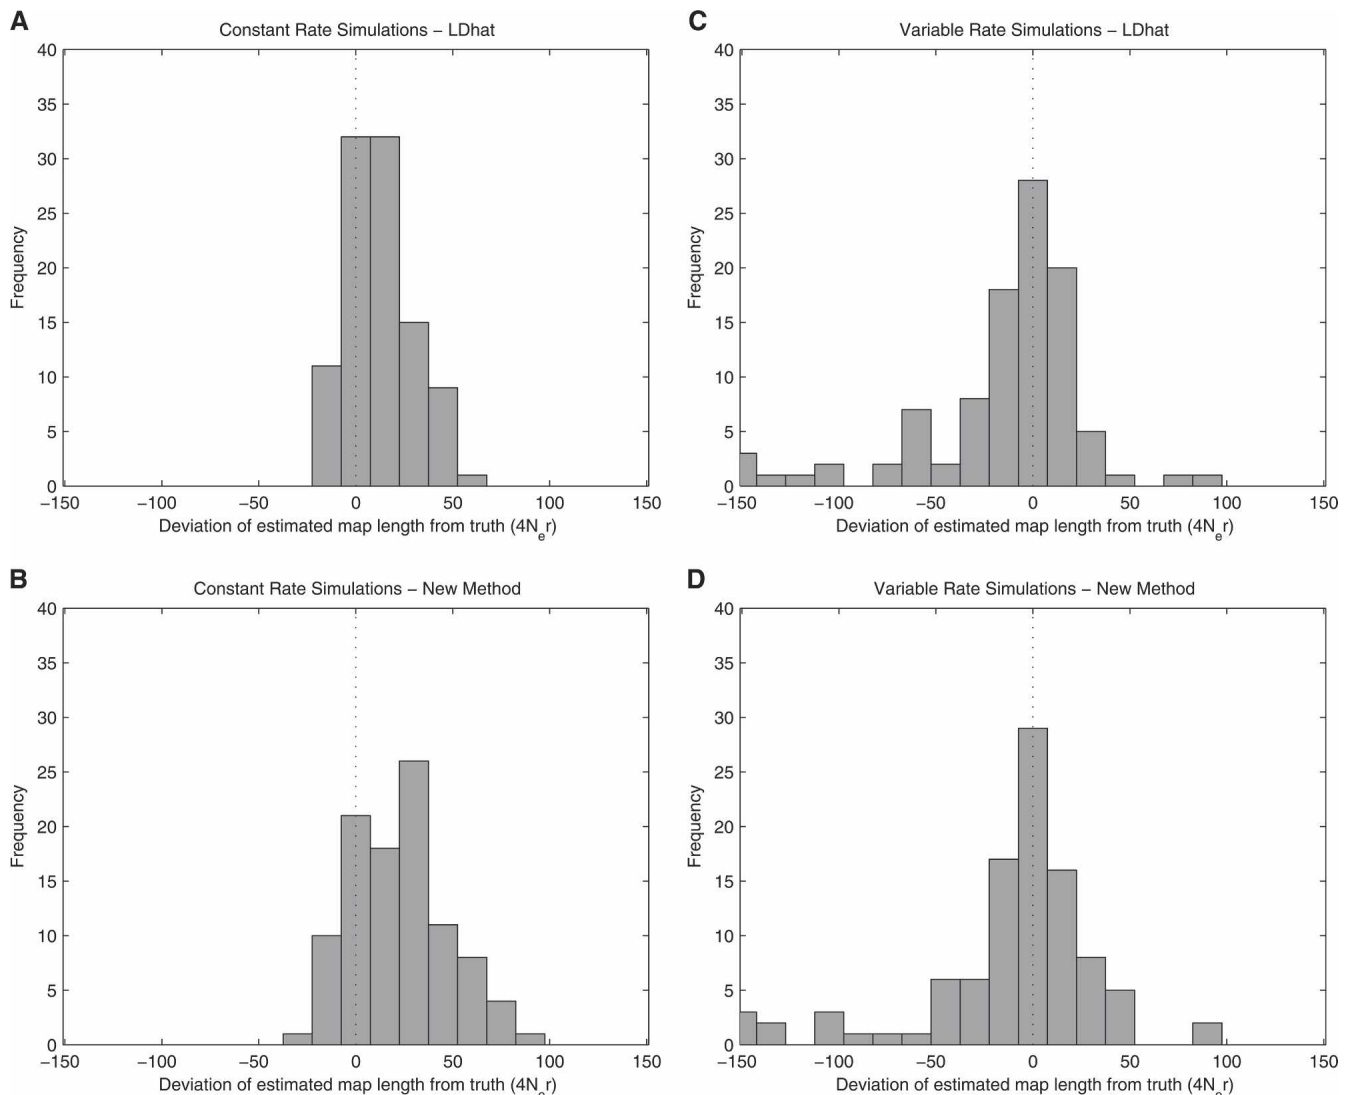 A
Constant Rate Simulations – LDhat
40
35
30
25
20
15
10
5
0
Frequency
−150 −100 −50 0 50 100 150
Deviation of estimated map length from truth (4Ner)
C
Variable Rate Simulations – LDhat
40
35
30
25
20
15
10
5
0
Frequency
−150 −100 −50 0 50 100 150
Deviation of estimated map length from truth (4Ner)
B
Constant Rate Simulations – New Method
40
35
30
25
20
15
10
5
0
Frequency
−150 −100 −50 0 50 100 150
Deviation of estimated map length from truth (4Ner)
D
Variable Rate Simulations – New Method
40
35
30
25
20
15
10
5
0
Frequency
−150 −100 −50 0 50 100 150
Deviation of estimated map length from truth (4Ner)